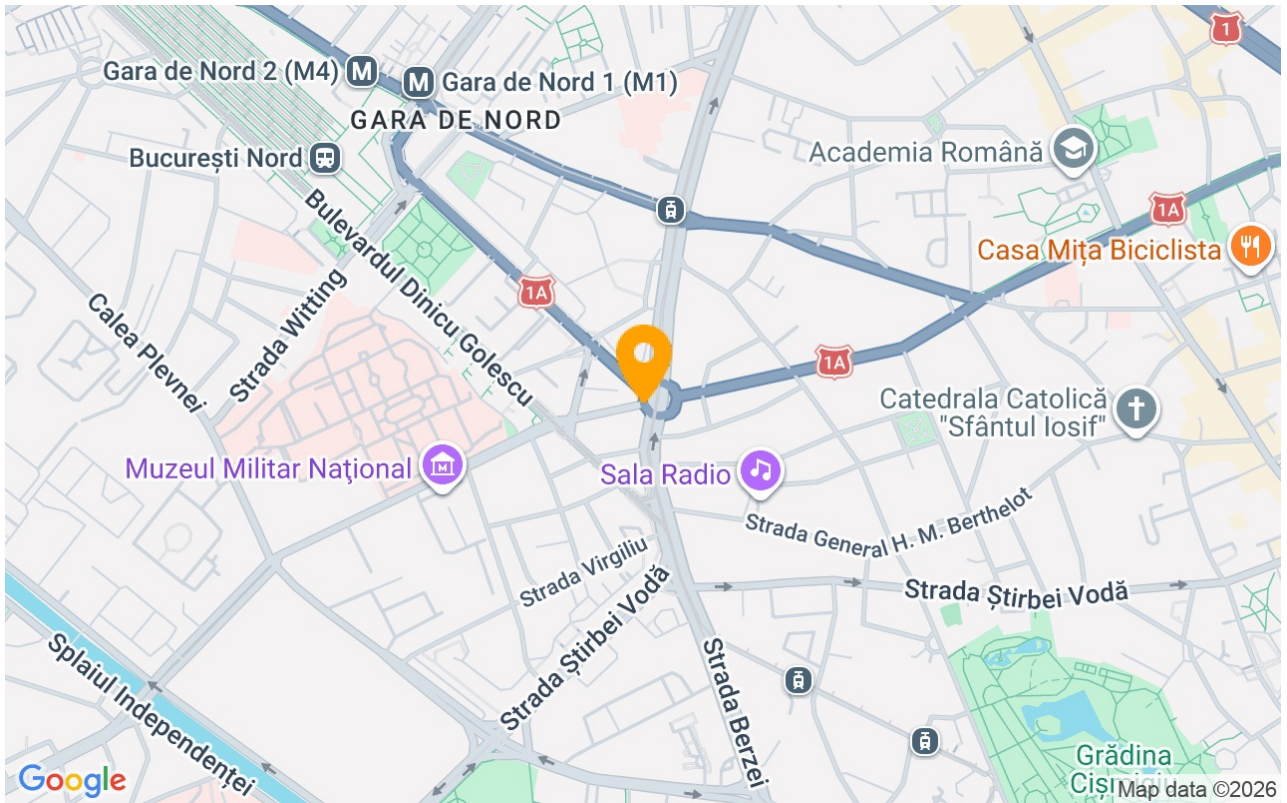 1
Gara de Nord 2 (M4)
M
M
Gara de Nord 1 (M1)
GARA DE NORD
București Nord
Academia Română
1A
Casa Mița Biciclista
Bulevardul Dinicu Golescu
Strada Witting
Calea Plevnei
1A
1A
Catedrala Catolică
"Sfântul Iosif"
Muzeul Militar Naţional
M
Sala Radio
Strada General H. M. Berthelot
Strada Virgiliu
Strada Știrbei Vodă
Strada Știrbei Vodă
Splaiul Independenței
Strada Berzei
Grădina
Google
Map data ©2026